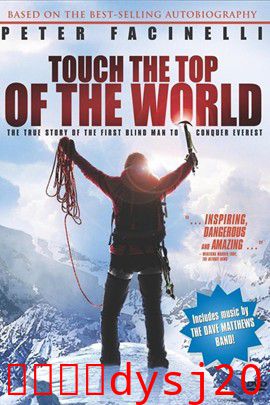 BASED ON THE BEST-SELLING AUTOBIOGRAPHY
PETER FACINELLI
TOUCH THE TOP
OF THE WORLD
THE TRUE STORY OF THE FIRST BLIND MAN TO CONQUER EVEREST
"... INSPIRING,
DANGEROUS
AND
AMAZING ..."
Includes music by
THE DAVE MATTHEWS
BAND!
dysj20